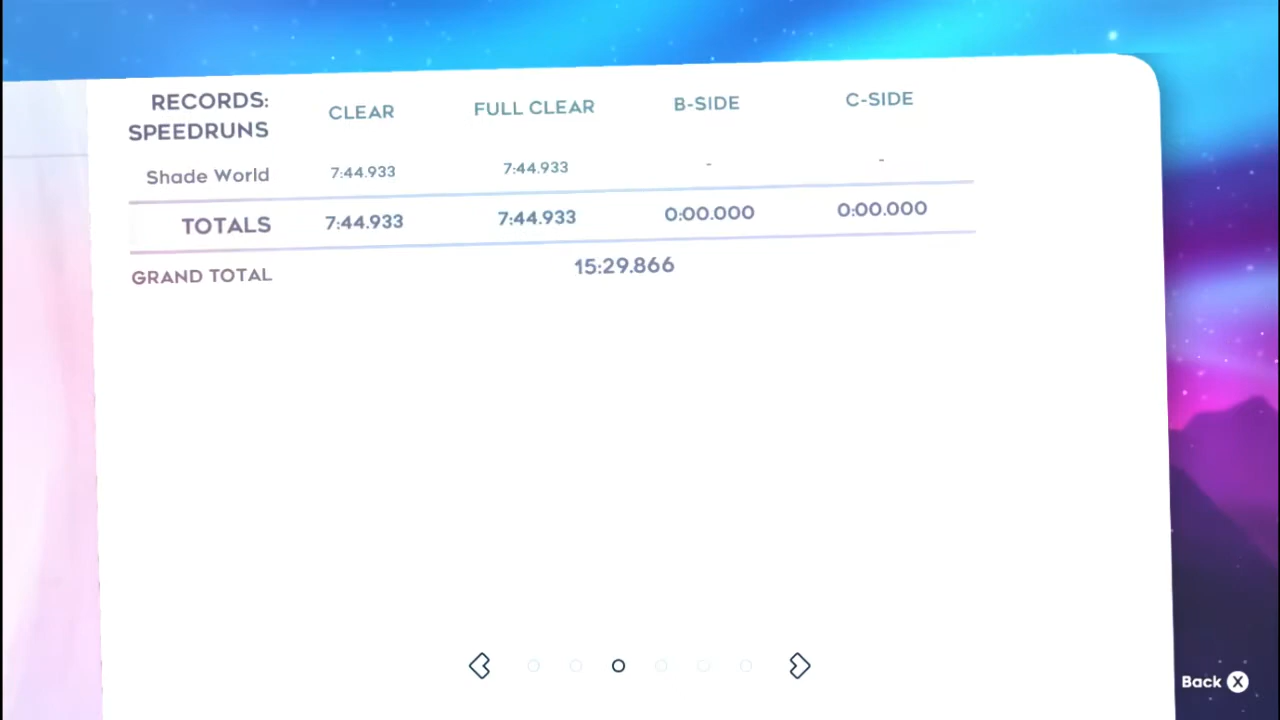 RECORDS: SPEEDRUNS CLEAR FULL CLEAR B-SIDE C-SIDE
Shade World 7:44.933 7:44.933 - -
TOTALS 7:44.933 7:44.933 0:00.000 0:00.000
GRAND TOTAL 15:29.866
Back X